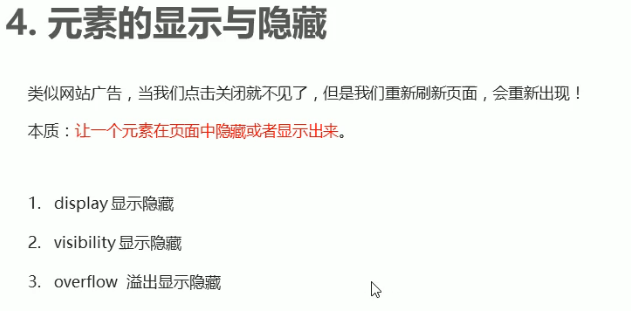 4. 元素的显示与隐藏
类似网站广告，当我们点击关闭就不见了，但是我们重新刷新页面，会重新出现！
本质：让一个元素在页面中隐藏或者显示出来。
1. display 显示隐藏
2. visibility 显示隐藏
3. overflow 溢出显示隐藏